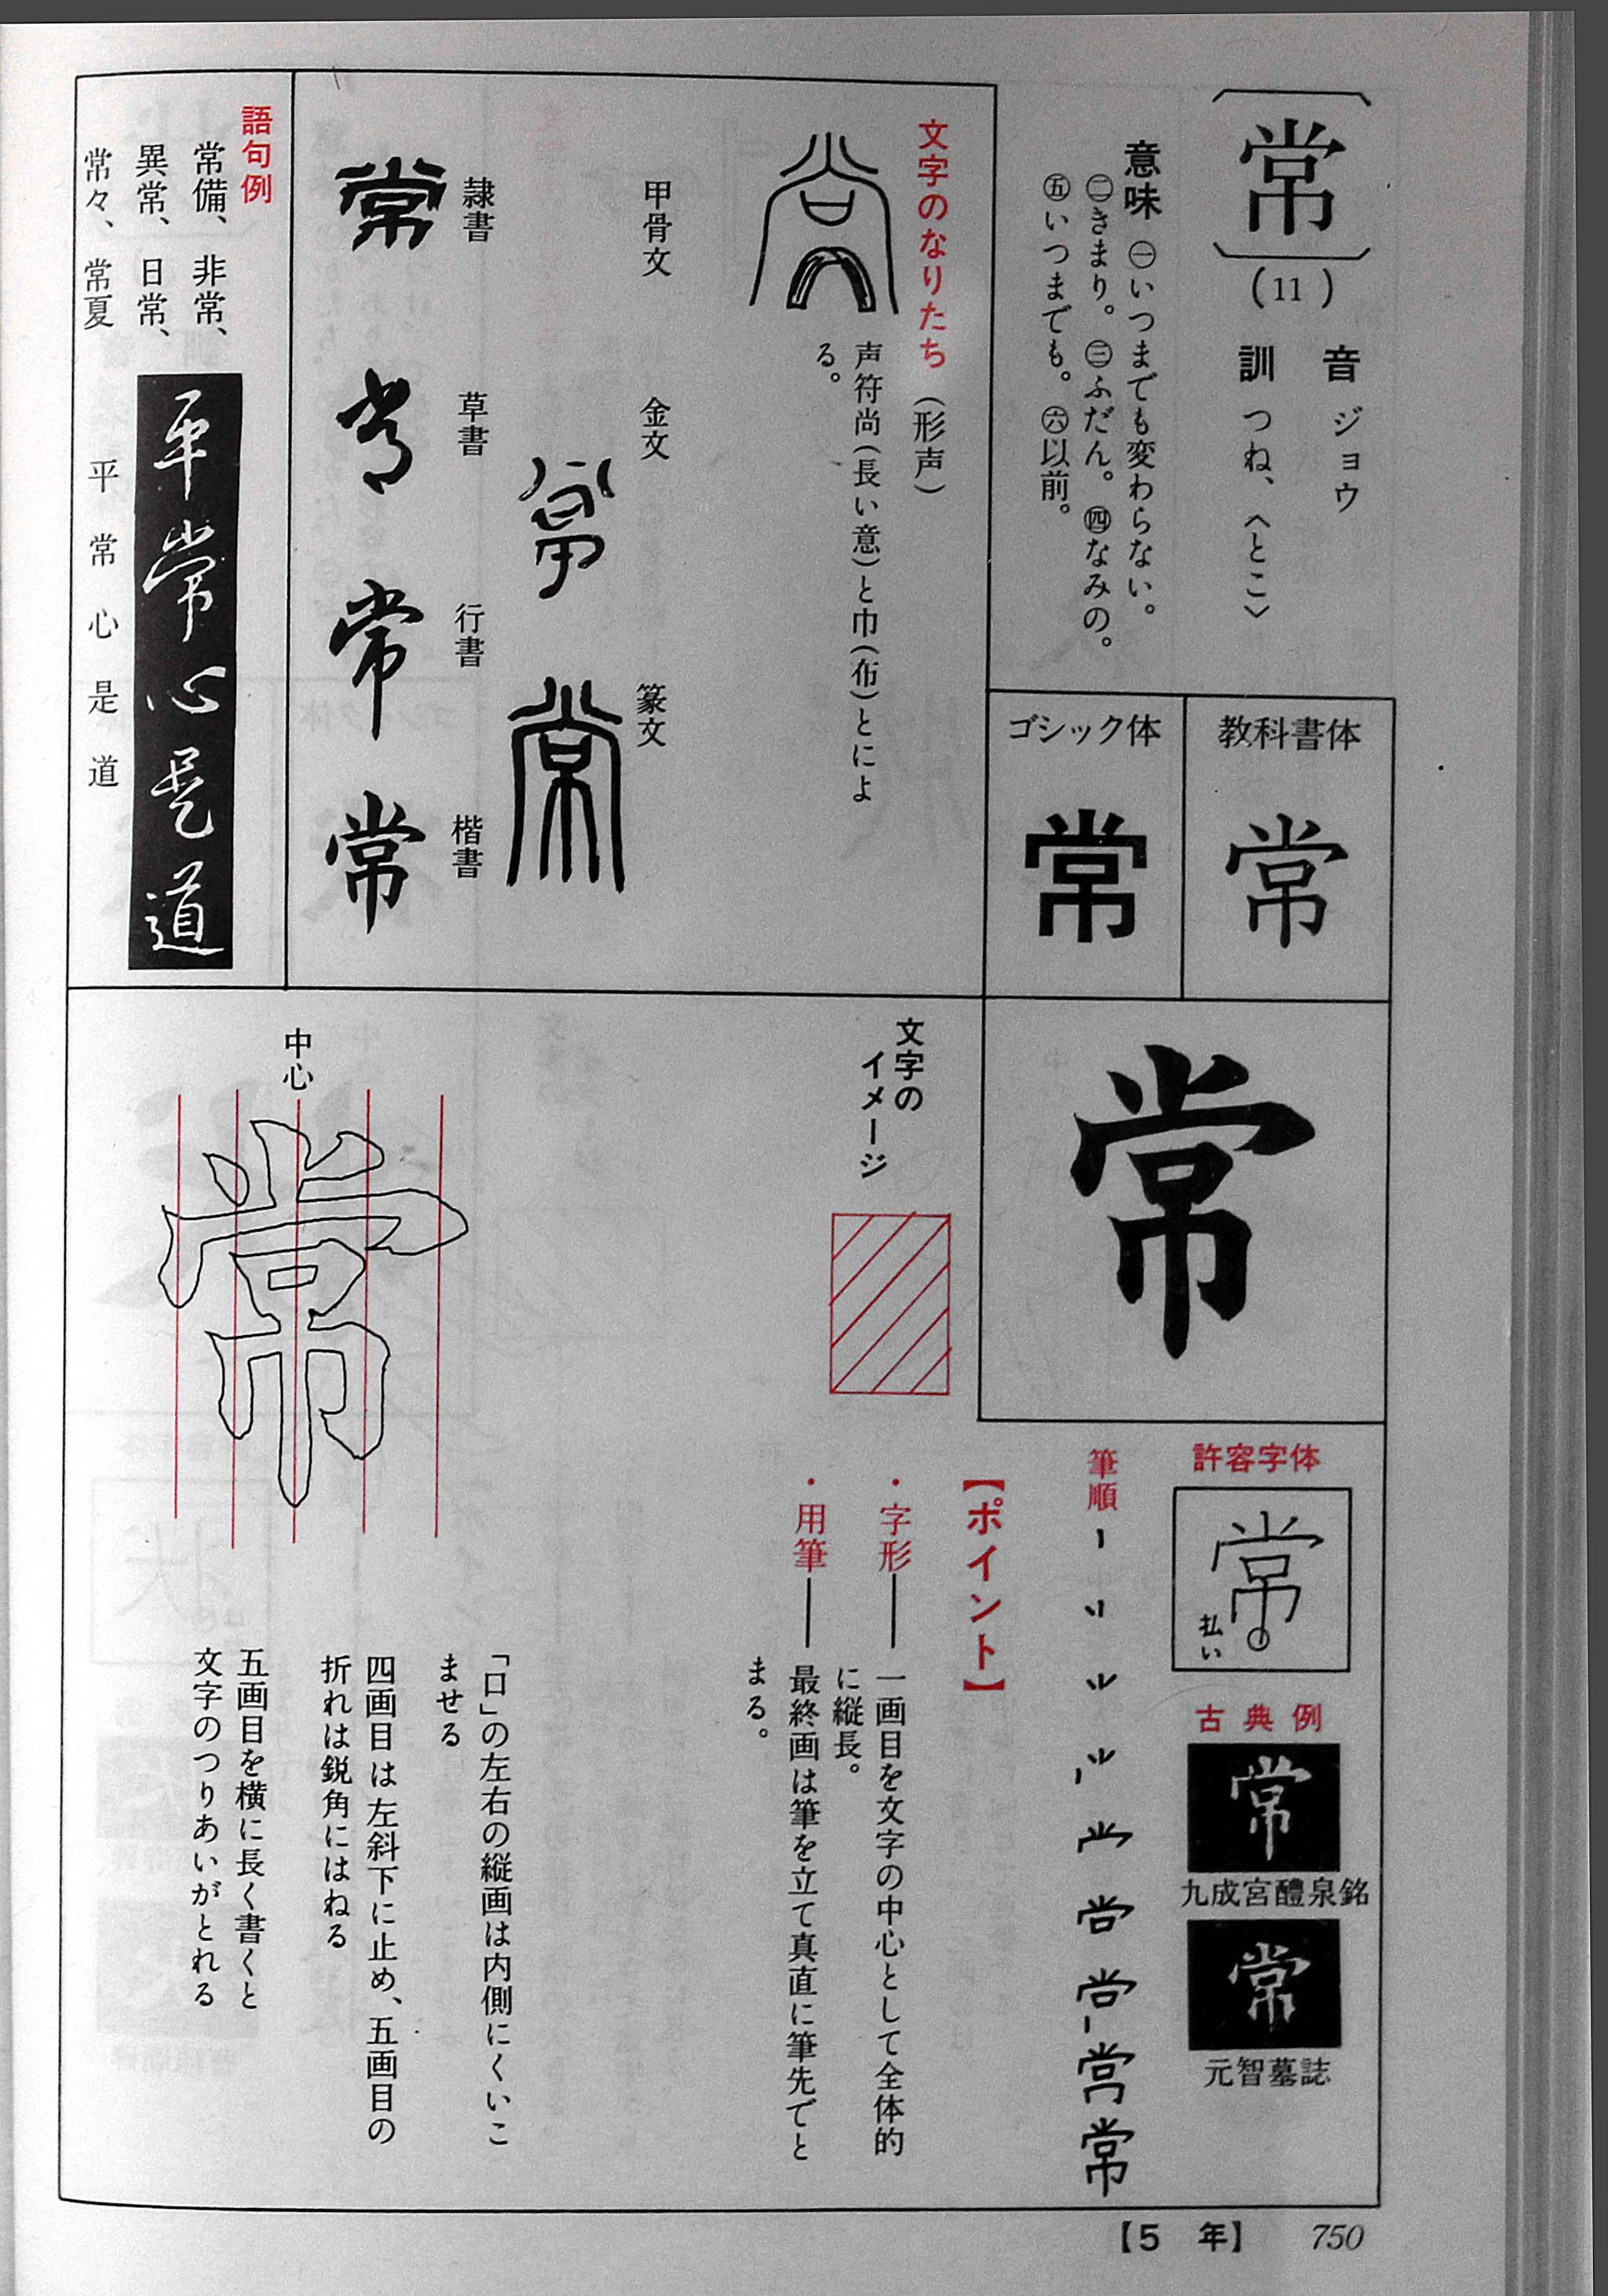 常
(11)
音 ジョウ
訓 つね、〈とこ〉
意味 ㊀いつまでも変わらない。
㊁きまり。㊂ふだん。㊃なみの。
㊄いつまでも。㊅以前。
教科書体
常
ゴシック体
常
文字のなりたち(形声)
声符尚(長い意)と巾(布)とによ
る。
甲骨文
金文
篆文
常
隷書
常
草書
常
行書
常
楷書
常
語句例
常備、非常、
異常、日常、
常々、常夏
平常心是道
平常心是道
常
許容字体
常
払い
古典例
常
九成宮醴泉銘
常
元智墓誌
筆順
常
【ポイント】
・字形——一画目を文字の中心として全体的
に縦長。
・用筆——最終画は筆を立て真直に筆先でと
まる。
文字の
イメージ
中心
常
「口」の左右の縦画は内側にくいこ
ませる
四画目は左斜下に止め、五画目の
折れは鋭角にはねる
五画目を横に長く書くと
文字のつりあいがとれる
【5 年】 750